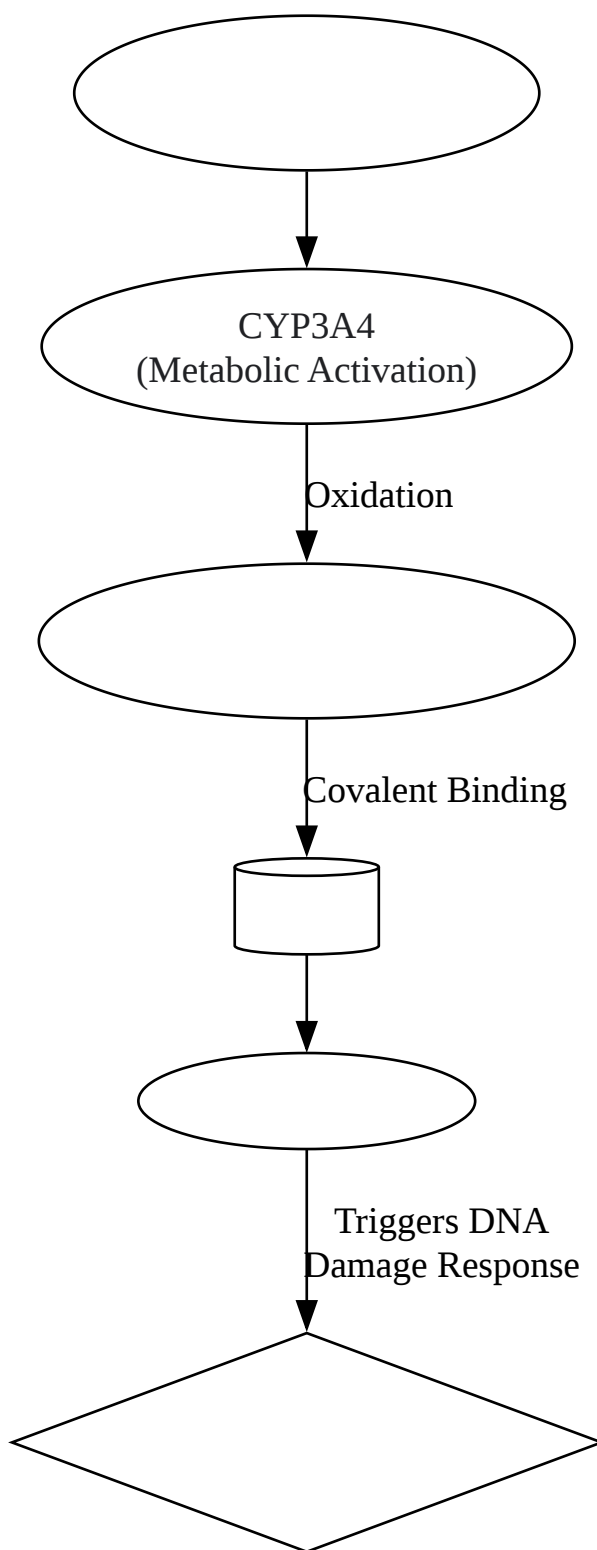 CYP3A4
(Metabolic Activation)
Oxidation
Covalent Binding
Triggers DNA
Damage Response